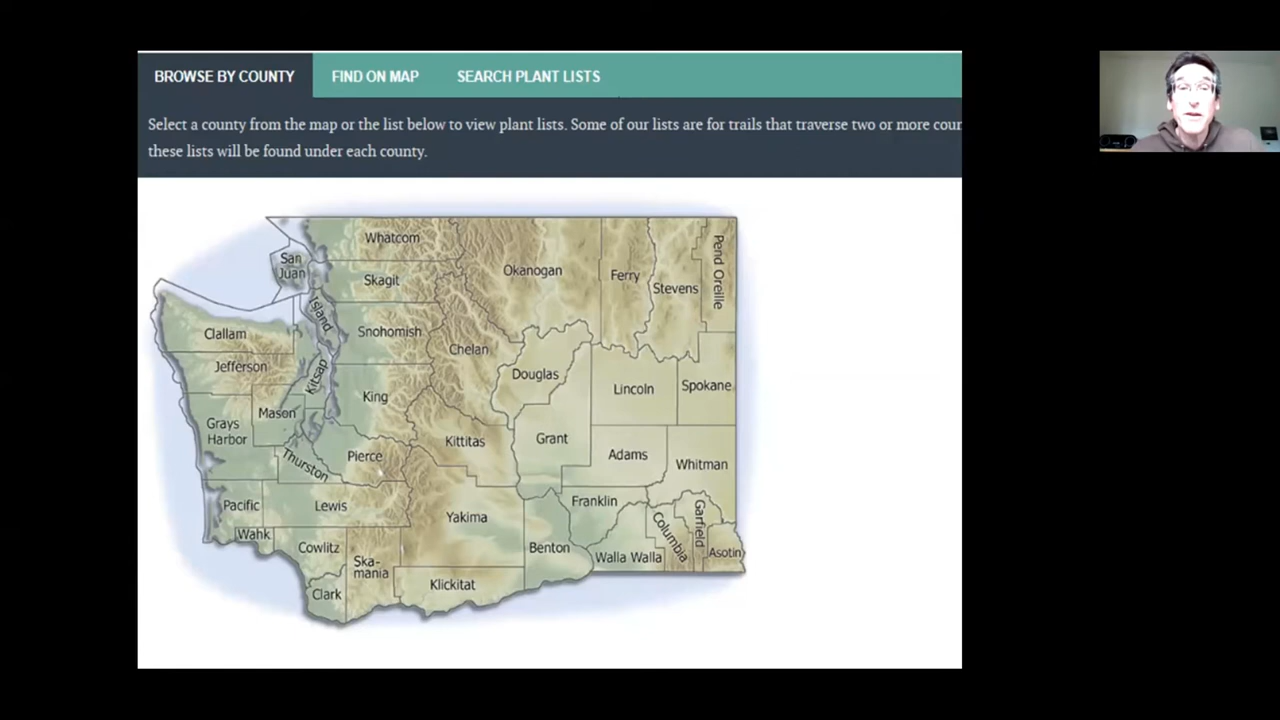 BROWSE BY COUNTY
FIND ON MAP
SEARCH PLANT LISTS
Select a county from the map or the list below to view plant lists. Some of our lists are for trails that traverse two or more
these lists will be found under each county.
Whatcom
San
Juan
Skagit
Okanogan
Ferry
Stevens
Pend Oreille
Island
Clallam
Snohomish
Chelan
Jefferson
Kitsap
Douglas
Lincoln
Spokane
King
Mason
Grays
Harbor
Kittitas
Grant
Adams
Whitman
Thurston
Pierce
Pacific
Lewis
Yakima
Franklin
Columbia
Garfield
Wahk
Cowlitz
Ska-
mania
Benton
Walla Walla
Asotin
Clark
Klickitat